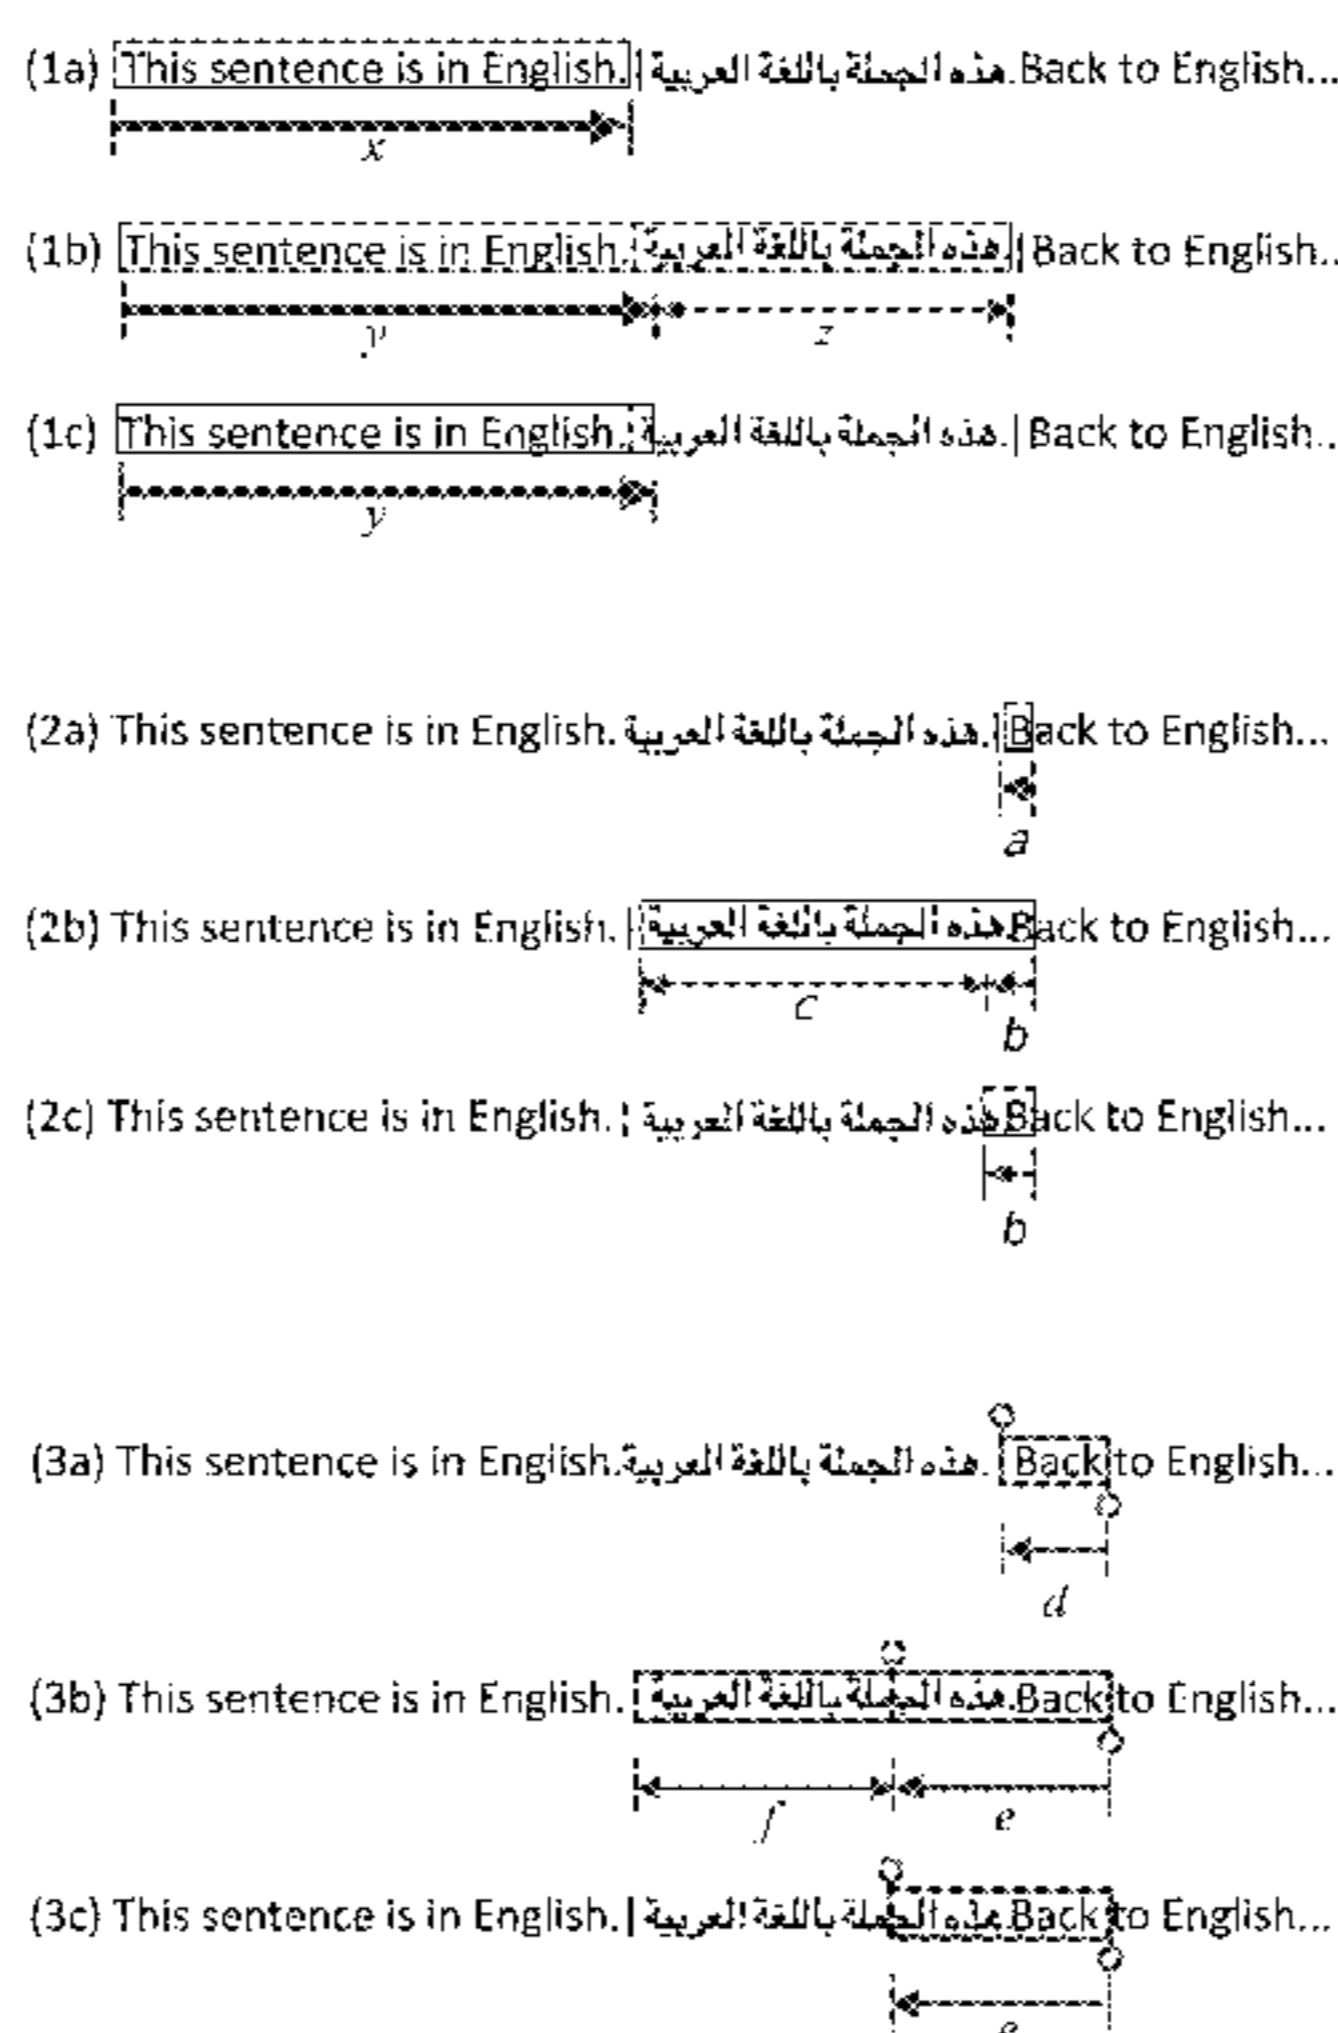 (1a) This sentence is in English. هذه الجملة باللغة العربية. Back to English...
x
(1b) This sentence is in English. هذه الجملة باللغة العربية. Back to English..
y z
(1c) This sentence is in English. هذه الجملة باللغة العربية. Back to English..
y
(2a) This sentence is in English. هذه الجملة باللغة العربية. Back to English...
a
(2b) This sentence is in English. هذه الجملة باللغة العربية. Back to English...
c b
(2c) This sentence is in English. هذه الجملة باللغة العربية. Back to English...
b
(3a) This sentence is in English. هذه الجملة باللغة العربية. Back to English...
d
(3b) This sentence is in English. هذه الجملة باللغة العربية. Back to English...
f e
(3c) This sentence is in English. هذه الجملة باللغة العربية. Back to English...
e